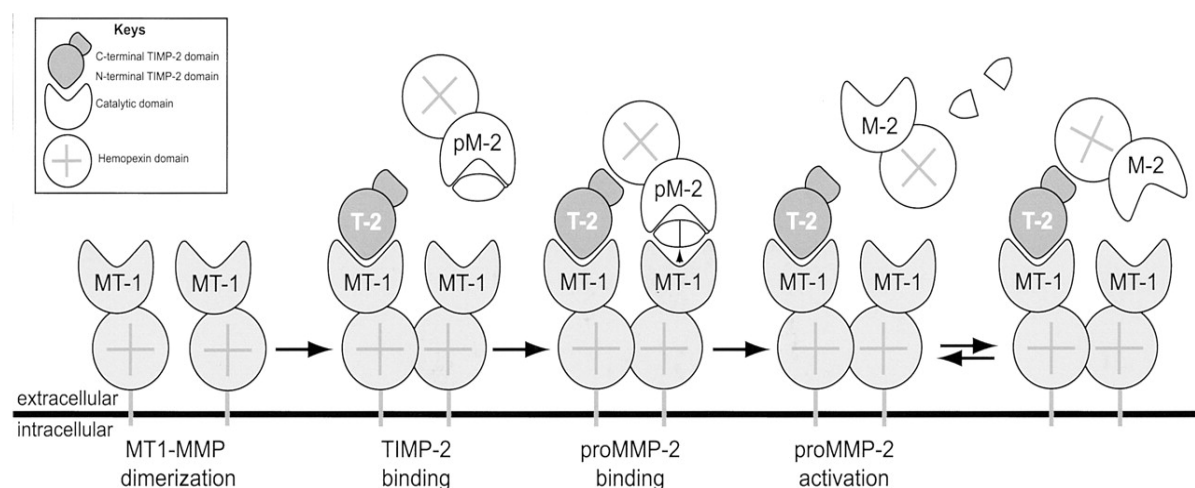 Keys
C-terminal TIMP-2 domain
N-terminal TIMP-2 domain
Catalytic domain
Hemopexin domain
pM-2
pM-2
M-2
M-2
T-2
T-2
T-2
T-2
MT-1
MT-1
MT-1
MT-1
MT-1
MT-1
MT-1
MT-1
MT-1
MT-1
extracellular
intracellular
MT1-MMP
dimerization
TIMP-2
binding
proMMP-2
binding
proMMP-2
activation